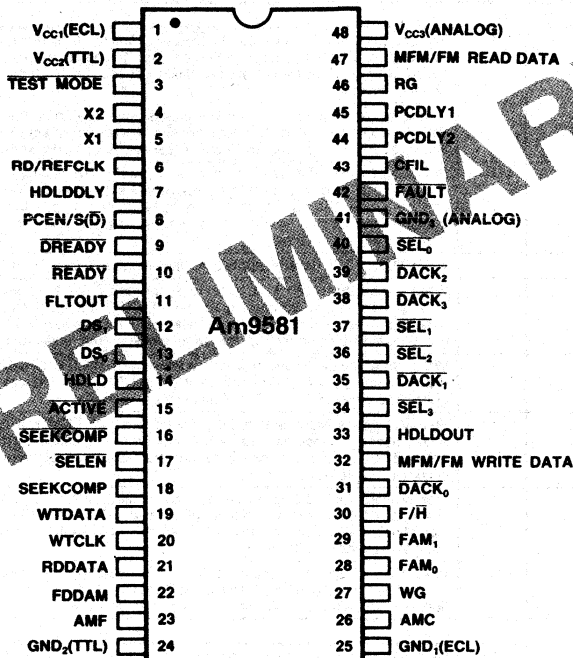 V̅CC1(ECL) 1 48 VCC3(ANALOG)
VCC2(TTL) 2 47 MFM/FM READ DATA
TEST MODE 3 46 RG
X2 4 45 PCDLY1
X1 5 44 PCDLY2
RD/REFCLK 6 43 CFIL
HDLDDLY 7 42 FAULT
PCEN/S(D) 8 41 (ANALOG)
DREADY 9 40 SEL0
READY 10 39 DACK2
FLTOUT 11 38 DACK3
12 Am9581 37 SEL1
DS0 13 36 SEL2
HDLD 14 35 DACK1
ACTIVE 15 34 SEL3
SEEKCOMP 16 33 HDLDOUT
SELEN 17 32 MFM/FM WRITE DATA
SEEKCOMP 18 31 DACK0
WTDATA 19 30 F/H
WTCLK 20 29 FAM1
RDDATA 21 28 FAM0
FDDAM 22 27 WG
AMF 23 26 AMC
GND2(TTL) 24 25 GND1(ECL)
RELIMINAR